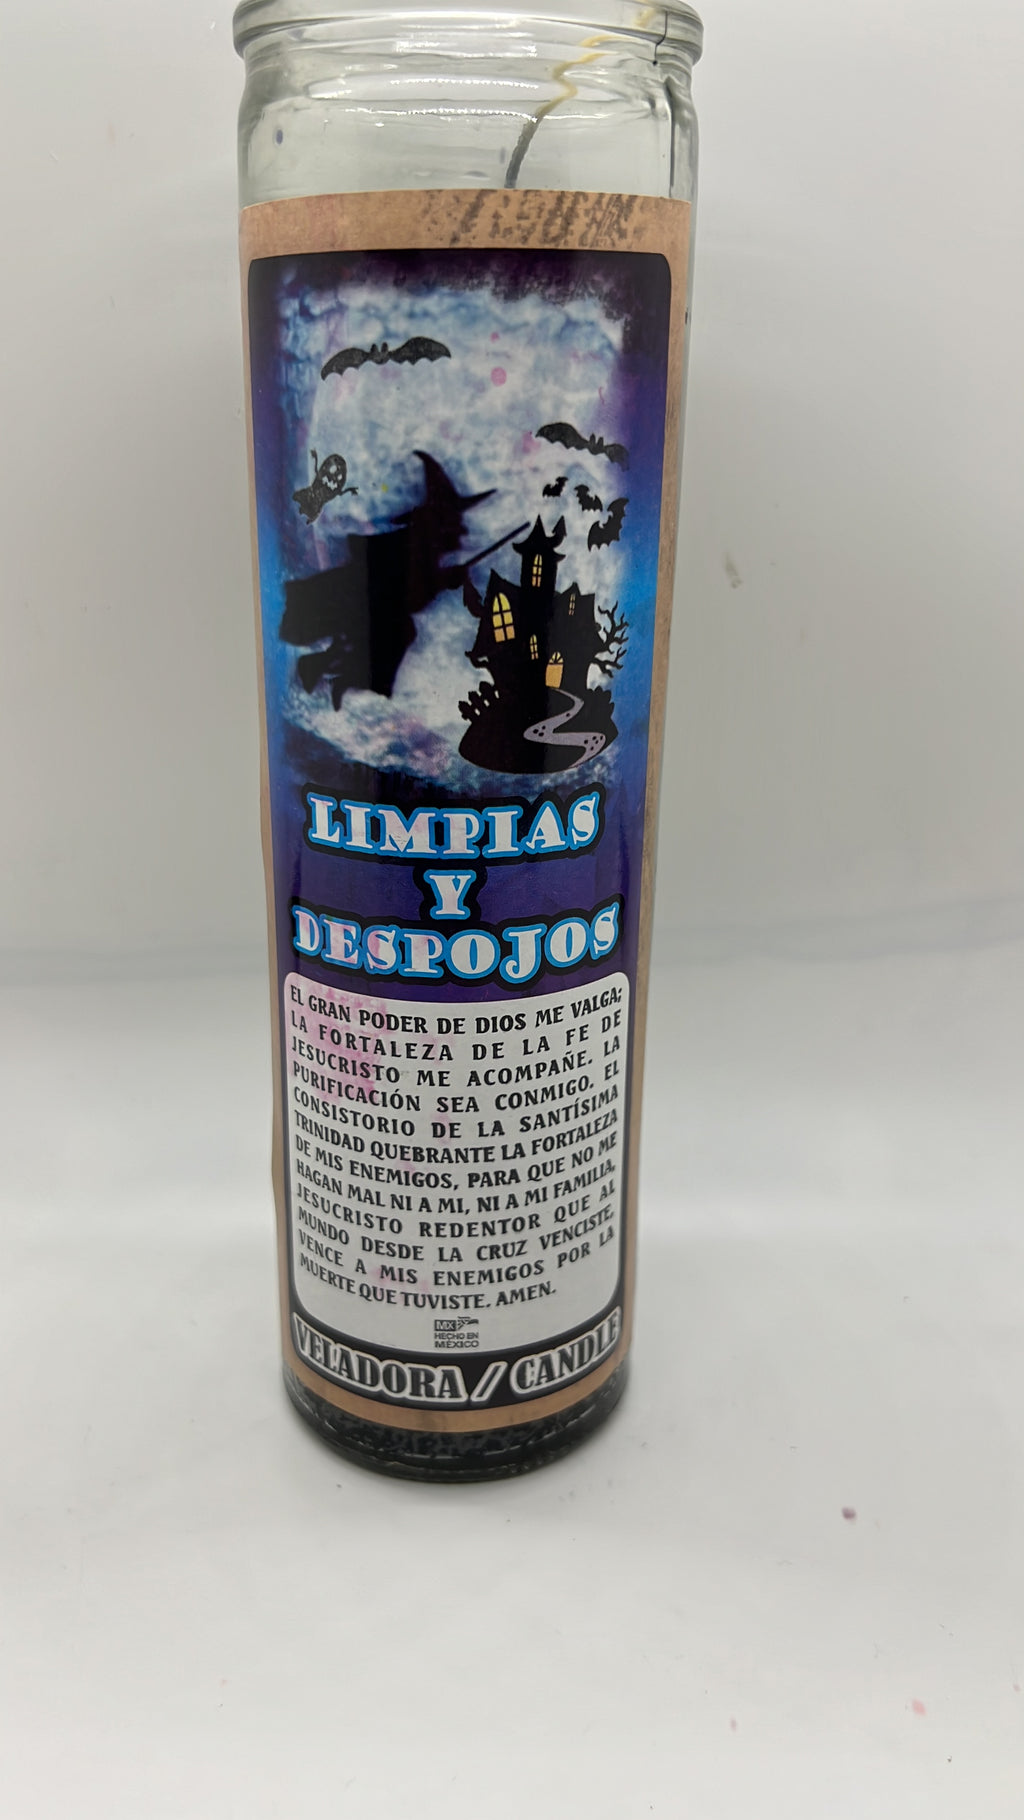 LIMPIAS
Y
DESPOJOS
EL GRAN PODER DE DIOS ME VALGA;
LA FORTALEZA DE LA FE DE
JESUCRISTO ME ACOMPAÑE. LA
PURIFICACIÓN SEA CONMIGO. EL
CONSISTORIO DE LA SANTÍSIMA
TRINIDAD QUEBRANTE LA FORTALEZA
DE MIS ENEMIGOS, PARA QUE NO ME
HAGAN MAL NI A MI, NI A MI FAMILIA,
JESUCRISTO REDENTOR QUE AL
MUNDO DESDE LA CRUZ VENCISTE,
VENCE A MIS ENEMIGOS POR LA
MUERTE QUE TUVISTE. AMEN.
MX
HECHO EN
MÉXICO
VELADORA / CANDLE